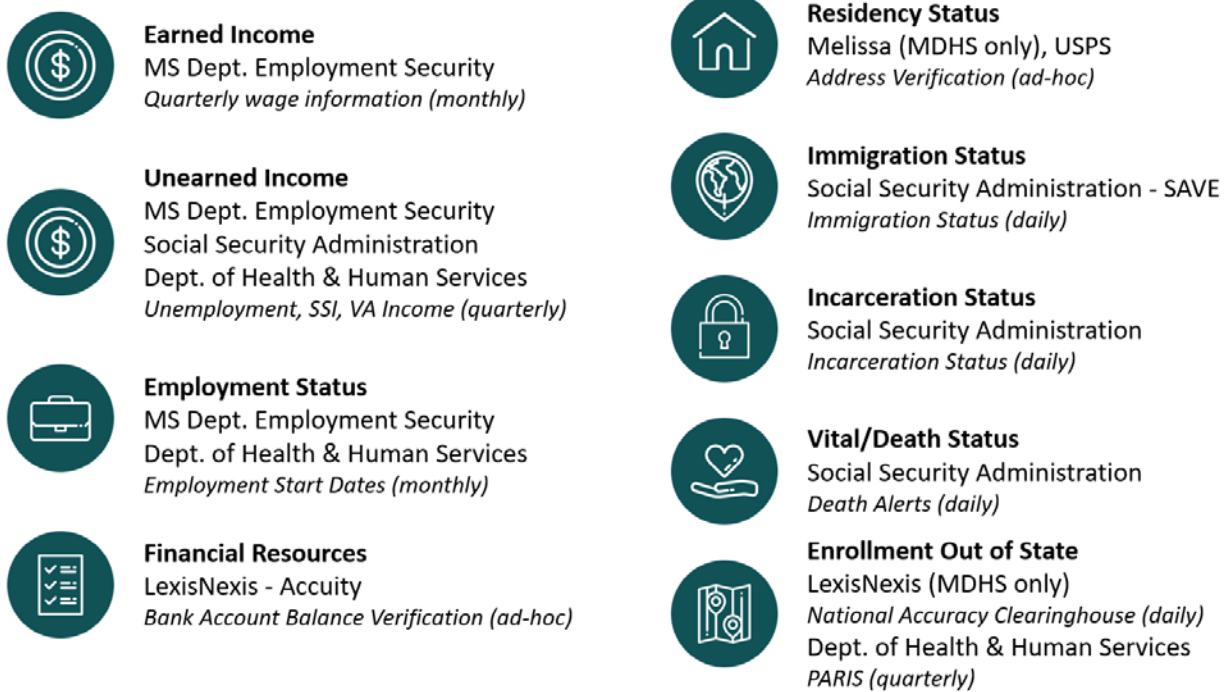 Earned Income
MS Dept. Employment Security
Quarterly wage information (monthly)
Unearned Income
MS Dept. Employment Security
Social Security Administration
Dept. of Health & Human Services
Unemployment, SSI, VA Income (quarterly)
Employment Status
MS Dept. Employment Security
Dept. of Health & Human Services
Employment Start Dates (monthly)
Financial Resources
LexisNexis - Accuity
Bank Account Balance Verification (ad-hoc)
Residency Status
Melissa (MDHS only), USPS
Address Verification (ad-hoc)
Immigration Status
Social Security Administration - SAVE
Immigration Status (daily)
Incarceration Status
Social Security Administration
Incarceration Status (daily)
Vital/Death Status
Social Security Administration
Death Alerts (daily)
Enrollment Out of State
LexisNexis (MDHS only)
National Accuracy Clearinghouse (daily)
Dept. of Health & Human Services
PARIS (quarterly)